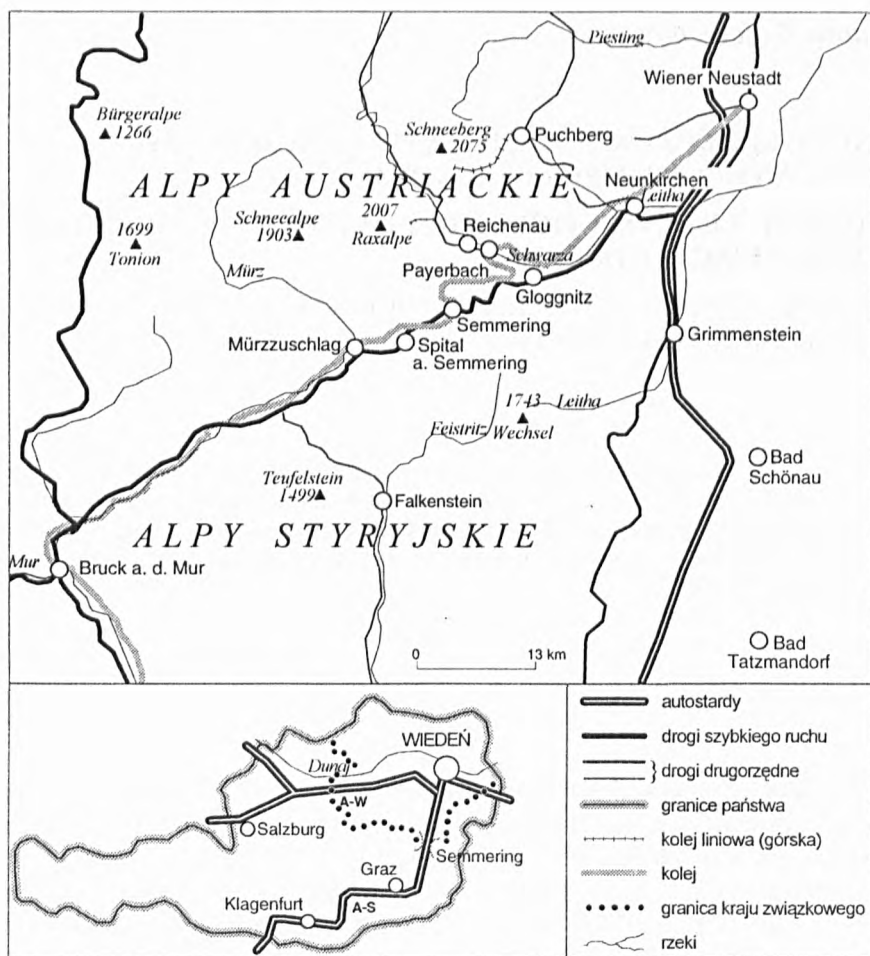 Piesting
Wiener Neustadt
Bürgeralpe
1266
Schneeberg
2075
Puchberg
ALPY AUSTRIACKIE
Neunkirchen
Leitha
1699
Tonion
Schneealpe
1903
2007
Raxalpe
Reichenau
Schwarza
Mürz
Payerbach
Gloggnitz
Semmering
Grimmenstein
Mürzzuschlag
Spital
a. Semmering
1743
Wechsel
Leitha
Feistritz
Bad
Schönau
Teufelstein
1499
Falkenstein
ALPY STYRYJSKIE
Mur
Bruck a. d. Mur
0 13 km
Bad
Tatzmandorf
WIEDEŃ
Dunaj
A-W
Salzburg
Semmering
Graz
Klagenfurt
A-S
autostardy
drogi szybkiego ruchu
drogi drugorzędne
granice państwa
kolej liniowa (górska)
kolej
granica kraju związkowego
rzeki